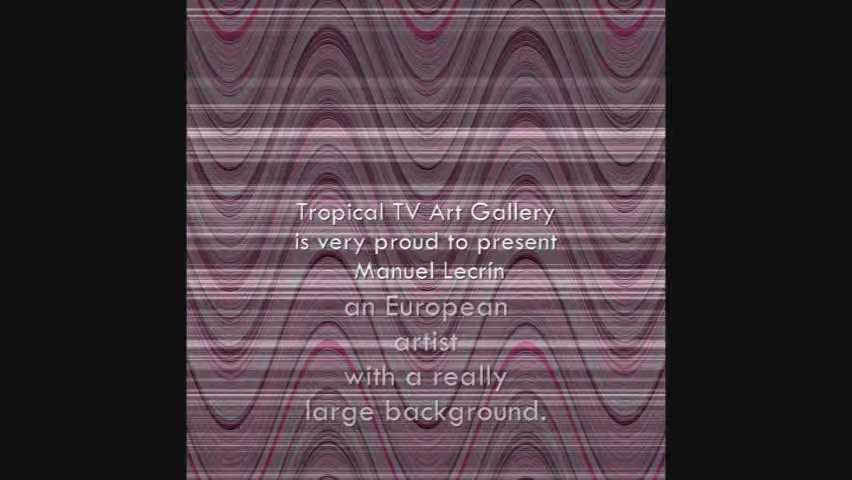 Tropical TV Art Gallery
is very proud to present
Manuel Lecrín
an European
artist
with a really
large background.